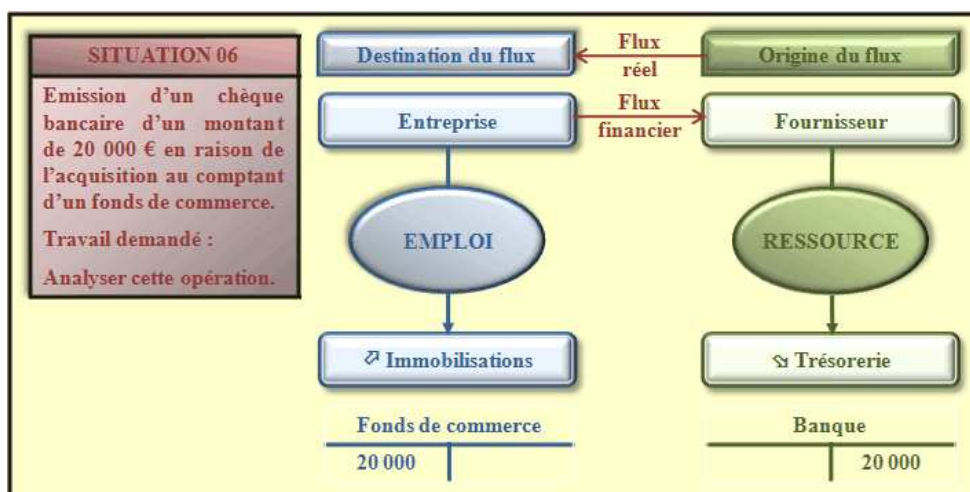 SITUATION 06
Emission d'un chèque
bancaire d'un montant
de 20 000 € en raison de
l'acquisition au comptant
d'un fonds de commerce.
Travail demandé :
Analyser cette opération.
Destination du flux
Flux
réel
Origine du flux
Entreprise
Flux
financier
Fournisseur
EMPLOI
RESSOURCE
Immobilisations
Trésorerie
Fonds de commerce
20 000
Banque
20 000